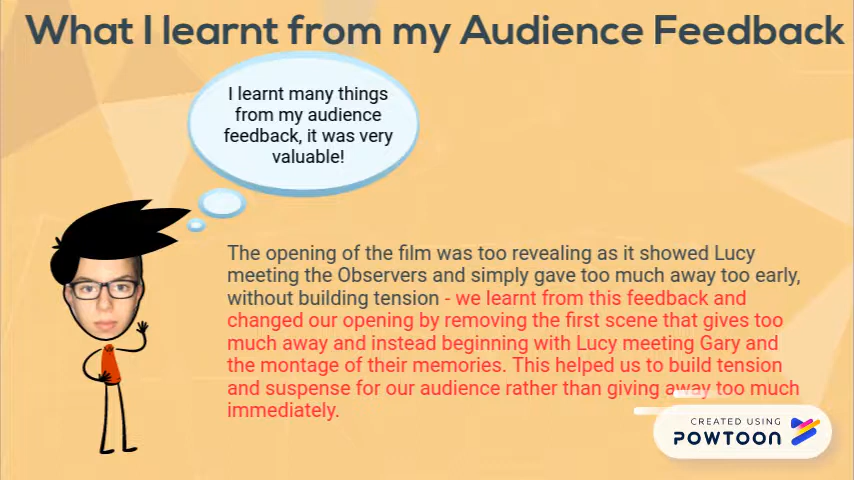 What I learnt from my Audience Feedback
I learnt many things
from my audience
feedback, it was very
valuable!
The opening of the film was too revealing as it showed Lucy
meeting the Observers and simply gave too much away too early,
without building tension - we learnt from this feedback and
changed our opening by removing the first scene that gives too
much away and instead beginning with Lucy meeting Gary and
the montage of their memories. This helped us to build tension
and suspense for our audience rather than giving away too much
immediately.
CREATED USING
POWTOON